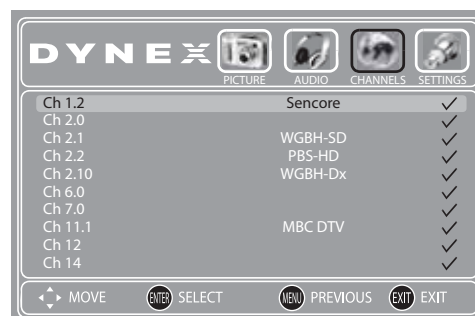 DYNEX
PICTURE AUDIO CHANNELS SETTINGS
Ch 1.2 Sencore
Ch 2.0
Ch 2.1 WGBH-SD
Ch 2.2 PBS-HD
Ch 2.10 WGBH-Dx
Ch 6.0
Ch 7.0
Ch 11.1 MBC DTV
Ch 12
Ch 14
MOVE ENTER SELECT MENU PREVIOUS EXIT EXIT